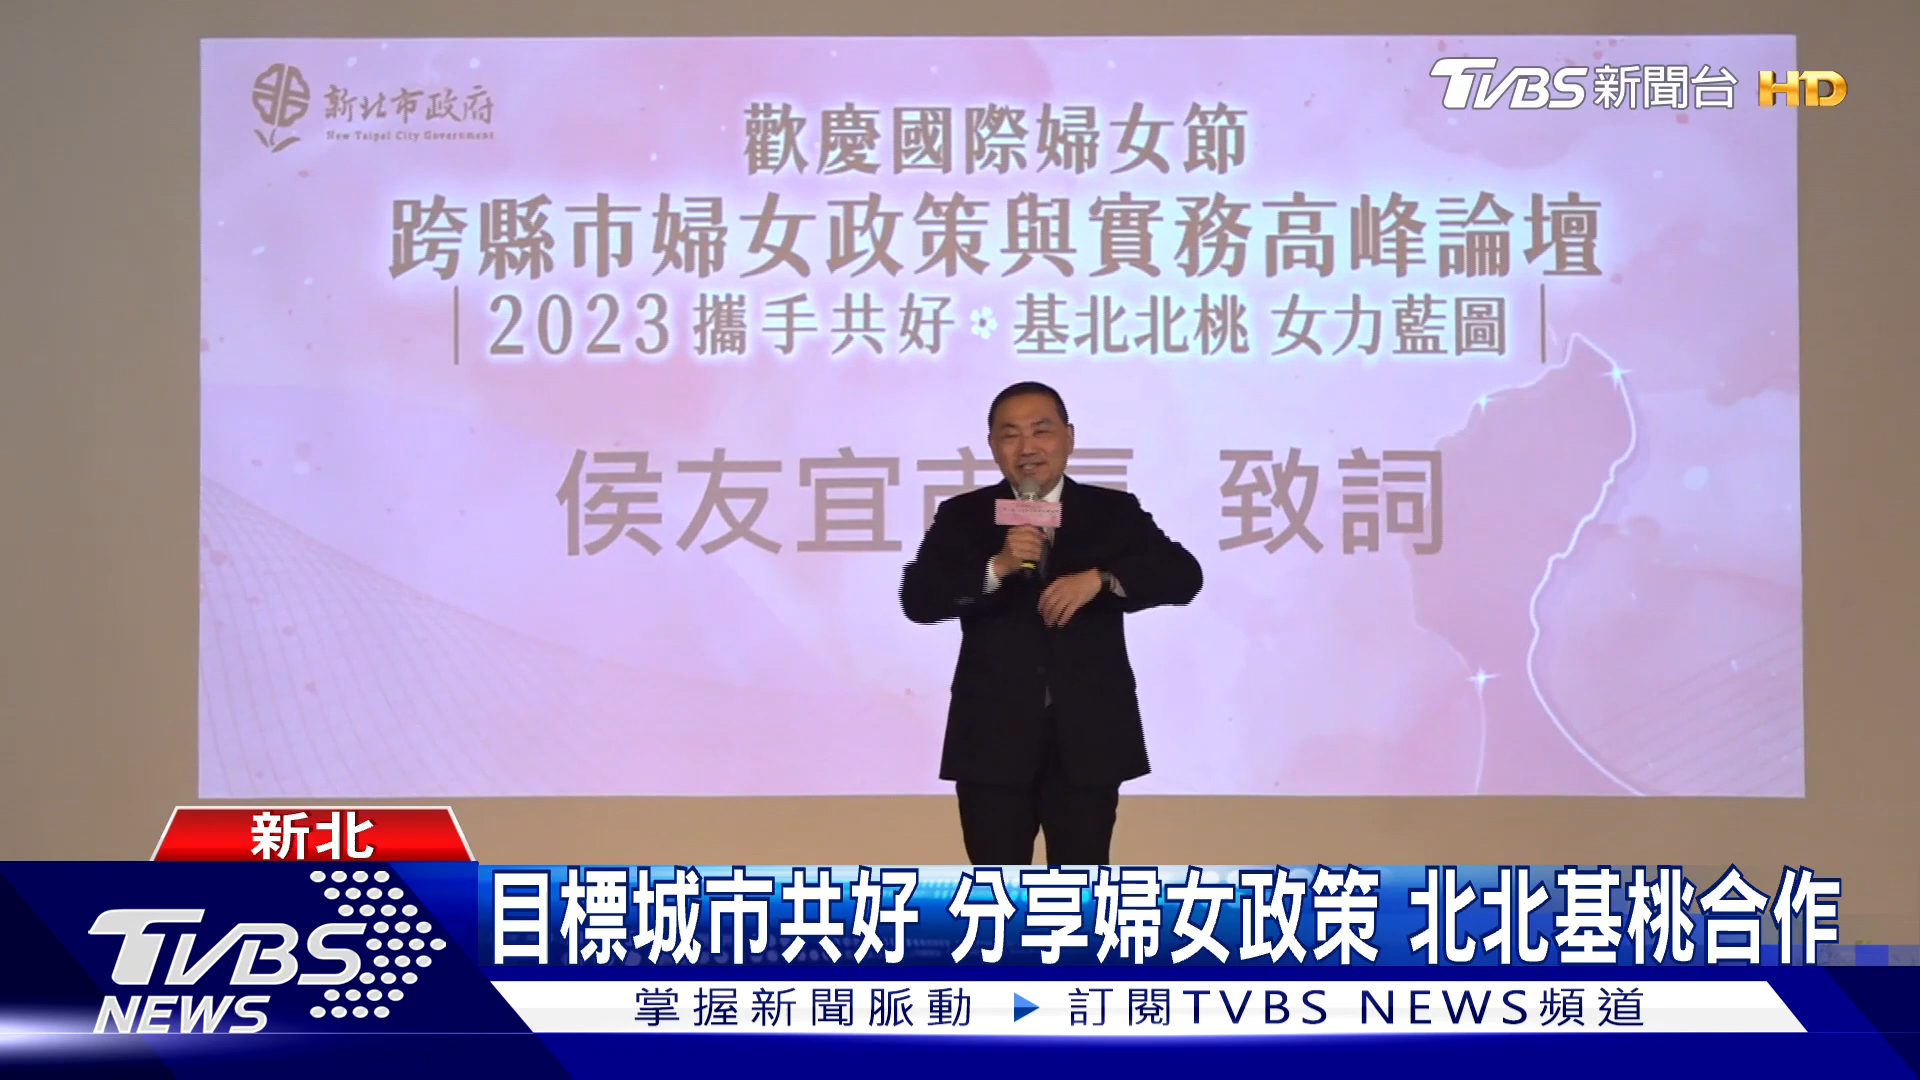 新北市政府
New Taipei City Government
TVBS新聞台 HD
歡慶國際婦女節
跨縣市婦女政策與實務高峰論壇
2023 攜手共好 基北北桃 女力藍圖
侯友宜市長 致詞
新北
目標城市共好 分享婦女政策 北北基桃合作
TVBS
NEWS
掌握新聞脈動 訂閱TVBS NEWS頻道